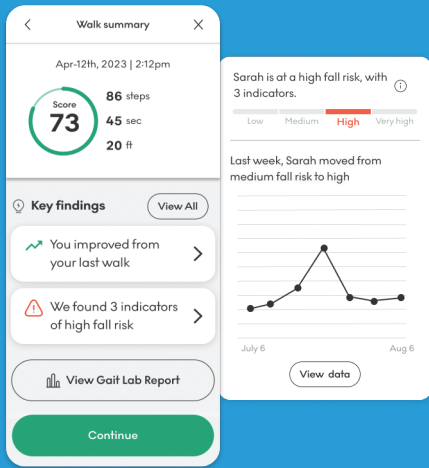 Walk summary
Apr-12th, 2023 | 2:12pm
Score
73
86 steps
45 sec
20 ft
Key findings
View All
You improved from
your last walk
We found 3 indicators
of high fall risk
View Gait Lab Report
Continue
Sarah is at a high fall risk, with
3 indicators.
Low
Medium
High
Very high
Last week, Sarah moved from
medium fall risk to high
July 6
Aug 6
View data